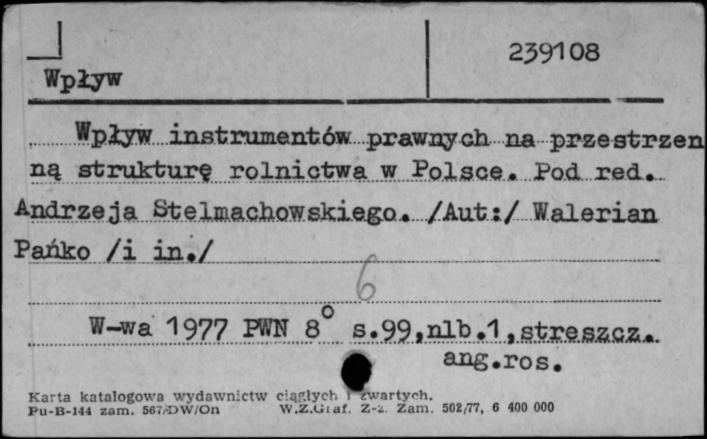 239108
Wpływ
Wpływ instrumentów prawnych na przestrzen
ną strukturę rolnictwa w Polsce. Pod red.
Andrzeja Stelmachowskiego. /Aut:/ Walerian
Pańko /i in./
6
W-wa 1977 PWN 8° s.99,nlb.1,streszcz.
ang.ros.
Karta katalogowa wydawnictw ciągłych i zwartych.
Pu-B-144 zam. 567/DW/On W.Z.Graf. Z-2. Zam. 502/77, 6 400 000